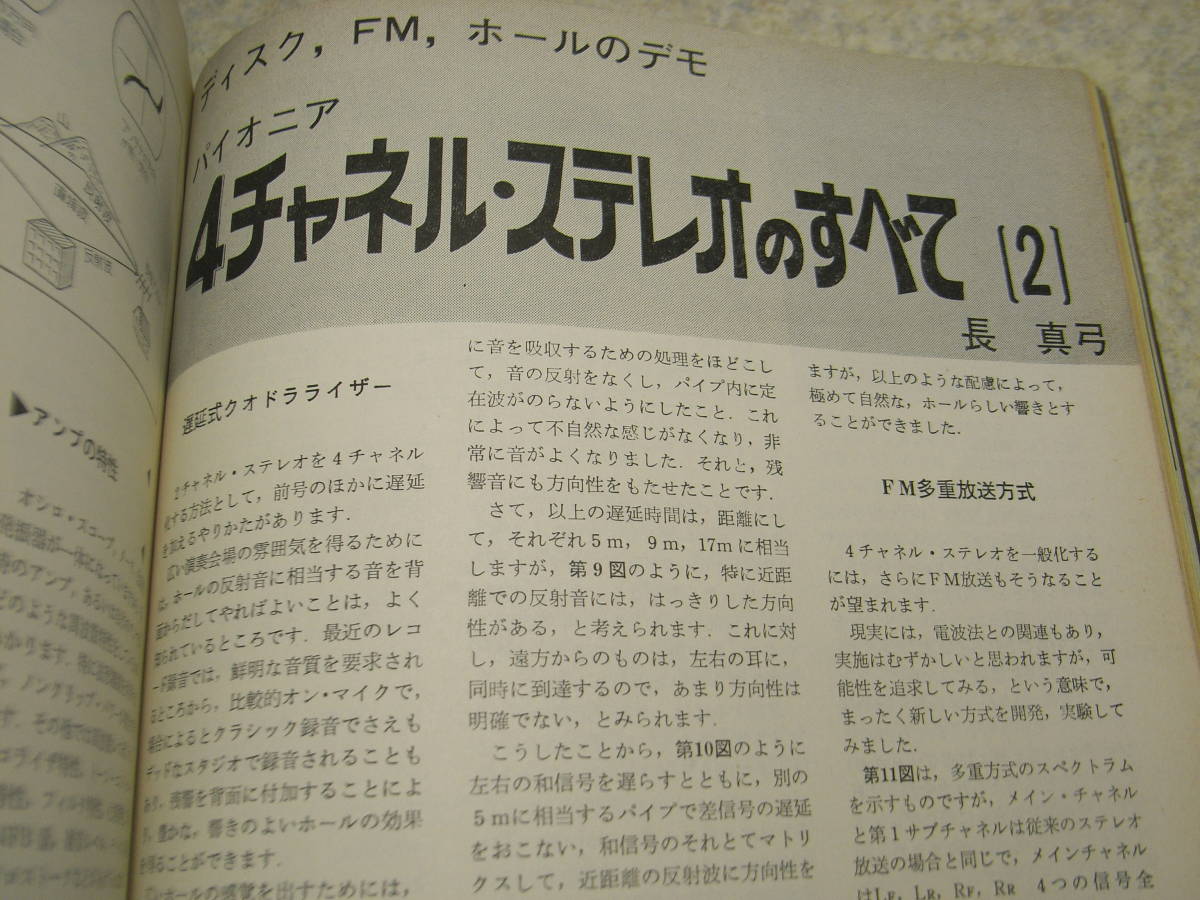 ディスク，FM，ホールのデモ
パイオニア
4チャネル・ステレオのすべて〔2〕
長 真弓
遅延式クオドラライザー
2チャネル・ステレオを4チャネル
化する方法として，前号のほかに遅延
を加えるやりかたがあります．
広い演奏会場の雰囲気を得るために
は，ホールの反射音に相当する音を背
面からだしてやればよいことは，よく
知られているところです．最近のレコ
ード録音では，鮮明な音質を要求され
るところから，比較的オン・マイクで，
場合によるとクラシック録音でさえも
デッドなスタジオで録音されることも
あり，残響を背面に付加することによ
り，豊かな，響きのよいホールの効果
を得ることができます．
ホールの感覚を出すためには，
に音を吸収するための処理をほどこし
て，音の反射をなくし，パイプ内に定
在波がのらないようにしたこと．これ
によって不自然な感じがなくなり，非
常に音がよくなりました．それと，残
響音にも方向性をもたせたことです．
さて，以上の遅延時間は，距離にし
て，それぞれ5m，9m，17mに相当
しますが，第9図のように，特に近距
離での反射音には，はっきりした方向
性がある，と考えられます．これに対
し，遠方からのものは，左右の耳に，
同時に到達するので，あまり方向性は
明確でない，とみられます．
こうしたことから，第10図のように
左右の和信号を遅らすとともに，別の
5mに相当するパイプで差信号の遅延
をおこない，和信号のそれとてマトリ
クスして，近距離の反射波に方向性を
ますが，以上のような配慮によって，
極めて自然な，ホールらしい響きとす
ることができました．
FM多重放送方式
4チャネル・ステレオを一般化する
には，さらにFM放送もそうなること
が望まれます．
現実には，電波法との関連もあり，
実施はむずかしいと思われますが，可
能性を追求してみる，という意味で，
まったく新しい方式を開発，実験して
みました．
第11図は，多重方式のスペクトラム
を示すものですが，メイン・チャネル
と第1サブチャネルは従来のステレオ
放送の場合と同じで，メインチャネル
はLF，LR，RF，RR 4つの信号全
山
反射波
▶アンプの特性